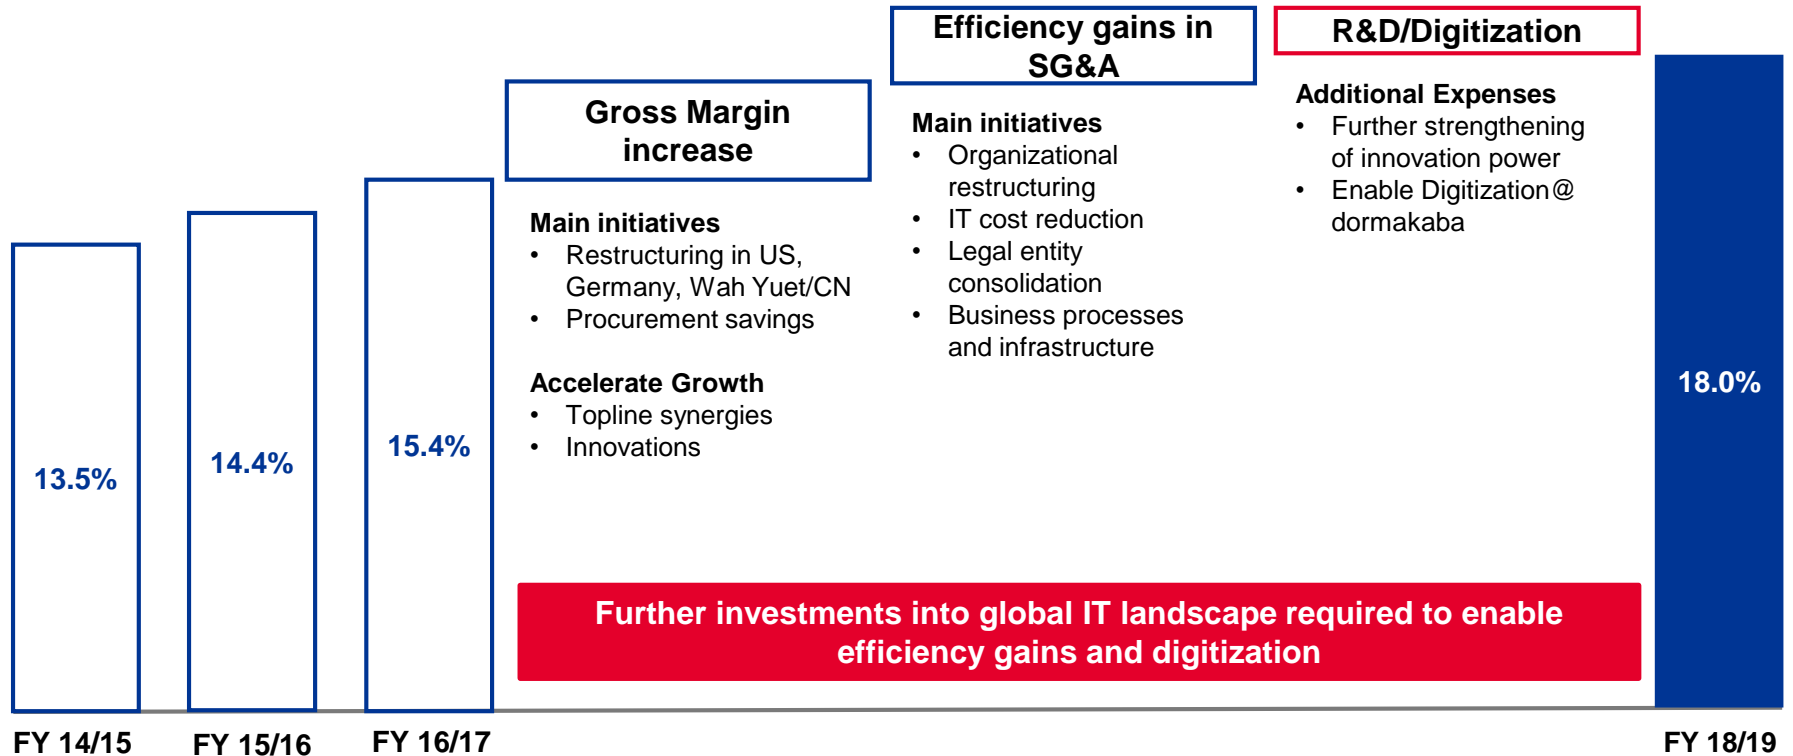 13.5%
FY 14/15
14.4%
FY 15/16
15.4%
FY 16/17
Gross Margin
increase
Main initiatives
• Restructuring in US,
Germany, Wah Yuet/CN
• Procurement savings
Accelerate Growth
• Topline synergies
• Innovations
Efficiency gains in
SG&A
Main initiatives
• Organizational
restructuring
• IT cost reduction
• Legal entity
consolidation
• Business processes
and infrastructure
R&D/Digitization
Additional Expenses
• Further strengthening
of innovation power
• Enable Digitization@
dormakaba
Further investments into global IT landscape required to enable
efficiency gains and digitization
18.0%
FY 18/19